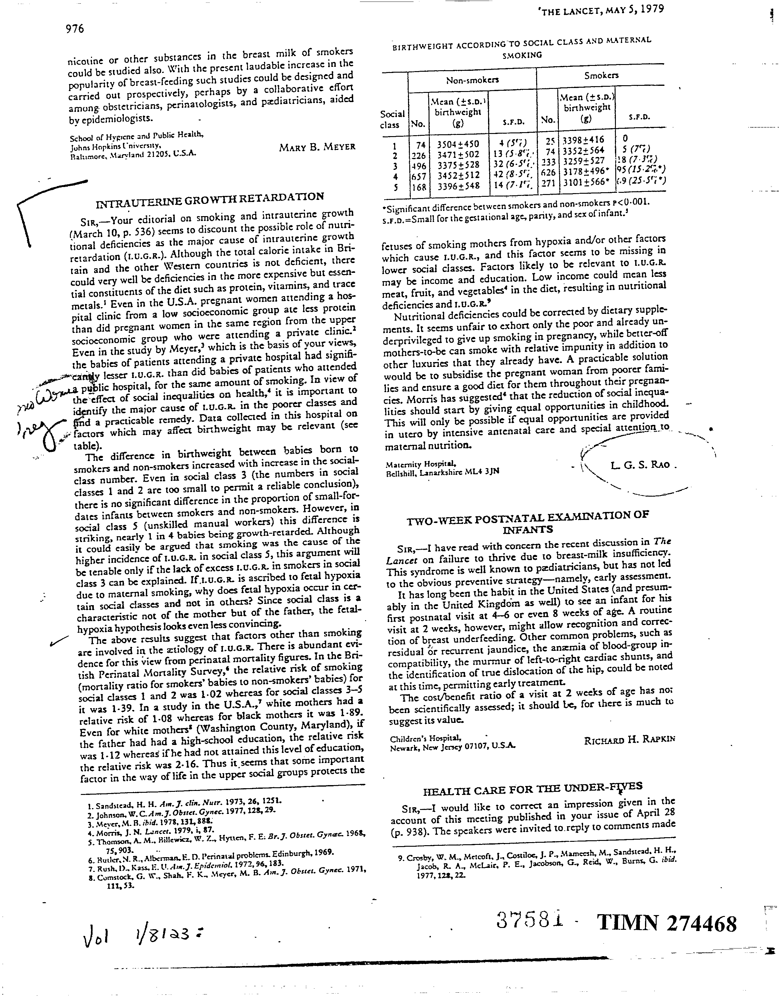 'THE LANCET, MAY 5, 1979
976
nicotine or other substances in the breast milk of smokers
could be studied also. With the present laudable increase in the
popularity of breast-feeding such studies could be designed and
carried out prospectively, perhaps by a collaborative effort
among obstetricians, perinatologists, and pædiatricians, aided
by epidemiologists.
School of Hygiene and Public Health,
Johns Hopkins University,
Baltimore, Maryland 21205, U.S.A.
MARY B. MEYER
INTRAUTERINE GROWTH RETARDATION
SIR,—Your editorial on smoking and intrauterine growth
(March 10, p. 536) seems to discount the possible role of nutri-
tional deficiencies as the major cause of intrauterine growth
retardation (I.U.G.R.). Although the total calorie intake in Bri-
tain and the other Western countries is not deficient, there
could very well be deficiencies in the more expensive but essen-
tial constituents of the diet such as protein, vitamins, and trace
metals.¹ Even in the U.S.A. pregnant women attending a hos-
pital clinic from a low socioeconomic group ate less protein
than did pregnant women in the same region from the upper
socioeconomic group who were attending a private clinic.²
Even in the study by Meyer,³ which is the basis of your views,
the babies of patients attending a private hospital had signifi-
cantly lesser I.U.G.R. than did babies of patients who attended
a public hospital, for the same amount of smoking. In view of
the effect of social inequalities on health,⁴ it is important to
identify the major cause of I.U.G.R. in the poorer classes and
find a practicable remedy. Data collected in this hospital on
factors which may affect birthweight may be relevant (see
table).
The difference in birthweight between babies born to
smokers and non-smokers increased with increase in the social-
class number. Even in social class 3 (the numbers in social
classes 1 and 2 are too small to permit a reliable conclusion),
there is no significant difference in the proportion of small-for-
dates infants between smokers and non-smokers. However, in
social class 5 (unskilled manual workers) this difference is
striking, nearly 1 in 4 babies being growth-retarded. Although
it could easily be argued that smoking was the cause of the
higher incidence of I.U.G.R. in social class 5, this argument will
be tenable only if the lack of excess I.U.G.R. in smokers in social
class 3 can be explained. If I.U.G.R. is ascribed to fetal hypoxia
due to maternal smoking, why does fetal hypoxia occur in cer-
tain social classes and not in others? Since social class is a
characteristic not of the mother but of the father, the fetal-
hypoxia hypothesis looks even less convincing.
The above results suggest that factors other than smoking
are involved in the ætiology of I.U.G.R. There is abundant evi-
dence for this view from perinatal mortality figures. In the Bri-
tish Perinatal Mortality Survey,⁶ the relative risk of smoking
(mortality ratio for smokers' babies to non-smokers' babies) for
social classes 1 and 2 was 1·02 whereas for social classes 3–5
it was 1·39. In a study in the U.S.A.,⁷ white mothers had a
relative risk of 1·08 whereas for black mothers it was 1·89.
Even for white mothers⁸ (Washington County, Maryland), if
the father had had a high-school education, the relative risk
was 1·12 whereas if he had not attained this level of education,
the relative risk was 2·16. Thus it seems that some important
factor in the way of life in the upper social groups protects the
1. Sandstead, H. H. Am. J. clin. Nutr. 1973, 26, 1251.
2. Johnson, W. C. Am. J. Obstet. Gynec. 1977, 128, 29.
3. Meyer, M. B. ibid. 1978, 131, 888.
4. Morris, J. N. Lancet. 1979, i, 87.
5. Thomson, A. M., Billewicz, W. Z., Hytten, F. E. Br. J. Obstet. Gynæc. 1968,
75, 903.
6. Butler, N. R., Alberman, E. D. Perinatal problems. Edinburgh, 1969.
7. Rush, D., Kass, E. U. Am. J. Epidemiol. 1972, 96, 183.
8. Comstock, G. W., Shah, F. K., Meyer, M. B. Am. J. Obstet. Gynec. 1971,
111, 53.
BIRTHWEIGHT ACCORDING TO SOCIAL CLASS AND MATERNAL
SMOKING
Non-smokers Smokers
Social class No. Mean (±S.D.) birthweight (g) S.F.D. No. Mean (±S.D.) birthweight (g) S.F.D.
1 74 3504±450 4 (5%) 25 3398±416 0
2 226 3471±502 13 (5·8%) 74 3352±564 5 (7%)
3 496 3375±528 32 (6·5%) 233 3259±527 18 (7·3%)
4 657 3452±512 42 (8·5%) 626 3178±496* 95 (15·2%*)
5 168 3396±548 14 (7·1%) 271 3101±566* 69 (25·5%*)
*Significant difference between smokers and non-smokers P<0·001.
S.F.D.=Small for the gestational age, parity, and sex of infant.⁵
fetuses of smoking mothers from hypoxia and/or other factors
which cause I.U.G.R., and this factor seems to be missing in
lower social classes. Factors likely to be relevant to I.U.G.R.
may be income and education. Low income could mean less
meat, fruit, and vegetables⁴ in the diet, resulting in nutritional
deficiencies and I.U.G.R.⁹
Nutritional deficiencies could be corrected by dietary supple-
ments. It seems unfair to exhort only the poor and already un-
derprivileged to give up smoking in pregnancy, while better-off
mothers-to-be can smoke with relative impunity in addition to
other luxuries that they already have. A practicable solution
would be to subsidise the pregnant woman from poorer fami-
lies and ensure a good diet for them throughout their pregnan-
cies. Morris has suggested⁴ that the reduction of social inequa-
lities should start by giving equal opportunities in childhood.
This will only be possible if equal opportunities are provided
in utero by intensive antenatal care and special attention to
maternal nutrition.
Maternity Hospital,
Bellshill, Lanarkshire ML4 3JN
L. G. S. RAO
TWO-WEEK POSTNATAL EXAMINATION OF
INFANTS
SIR,—I have read with concern the recent discussion in The
Lancet on failure to thrive due to breast-milk insufficiency.
This syndrome is well known to pædiatricians, but has not led
to the obvious preventive strategy—namely, early assessment.
It has long been the habit in the United States (and presum-
ably in the United Kingdom as well) to see an infant for his
first postnatal visit at 4–6 or even 8 weeks of age. A routine
visit at 2 weeks, however, might allow recognition and correc-
tion of breast underfeeding. Other common problems, such as
residual or recurrent jaundice, the anæmia of blood-group in-
compatibility, the murmur of left-to-right cardiac shunts, and
the identification of true dislocation of the hip, could be noted
at this time, permitting early treatment.
The cost/benefit ratio of a visit at 2 weeks of age has not
been scientifically assessed; it should be, for there is much to
suggest its value.
Children's Hospital,
Newark, New Jersey 07107, U.S.A.
RICHARD H. RAPKIN
HEALTH CARE FOR THE UNDER-FIVES
SIR,—I would like to correct an impression given in the
account of this meeting published in your issue of April 28
(p. 938). The speakers were invited to reply to comments made
9. Crosby, W. M., Metcoff, J., Costiloe, J. P., Mameesh, M., Sandstead, H. H.,
Jacob, R. A., McLair, P. E., Jacobson, G., Reid, W., Burns, G. ibid.
1977, 128, 22.
37581 TIMN 274468
Vol 1/8123